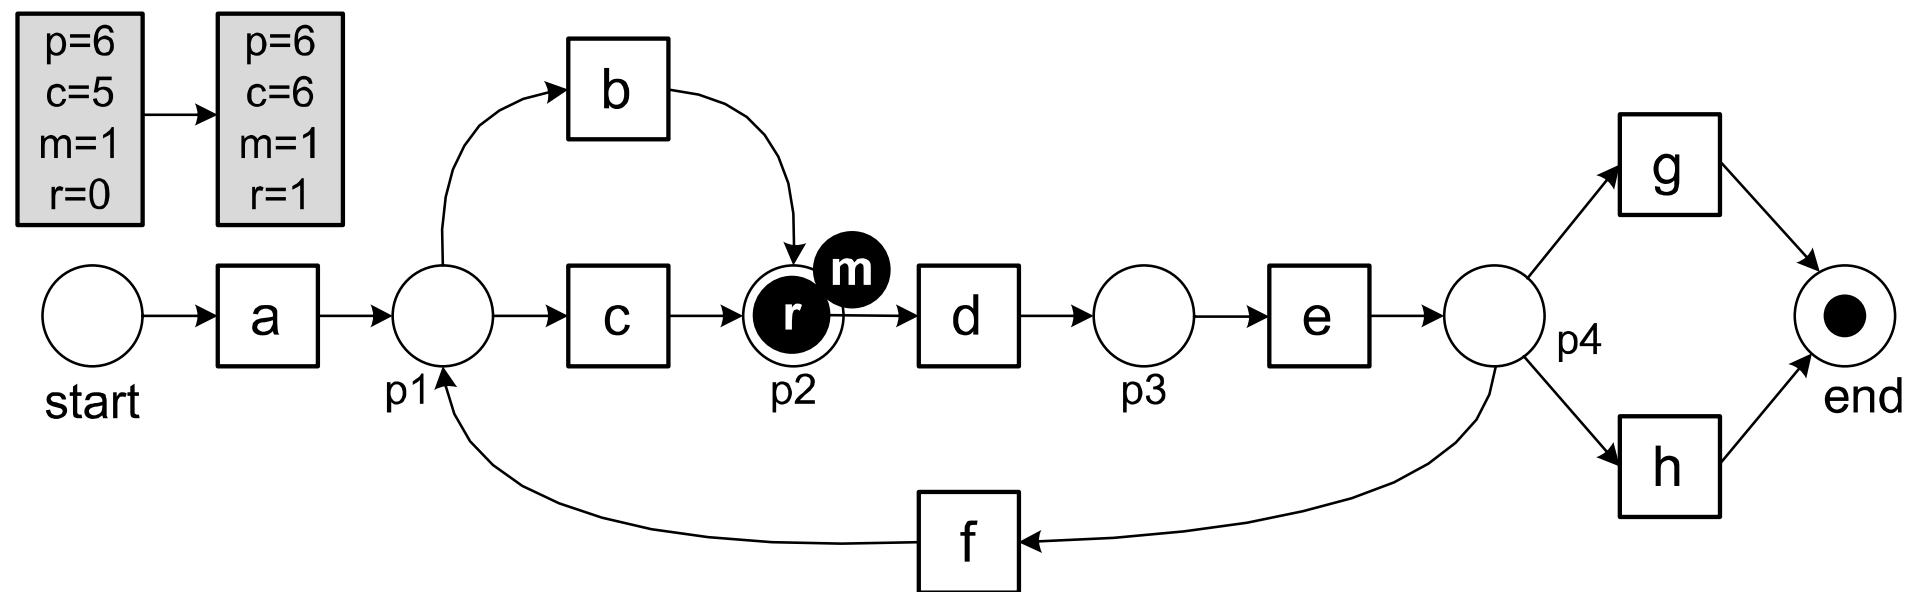 p=6
c=5
m=1
r=0
p=6
c=6
m=1
r=1
b
g
m
a
c
r
d
e
p4
start
p1
p2
p3
end
h
f